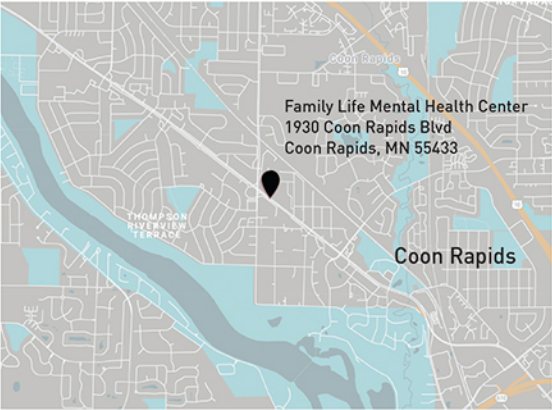 Coon Rapids
Family Life Mental Health Center
1930 Coon Rapids Blvd
Coon Rapids, MN 55433
THOMPSON
RIVERVIEW
TERRACE
Coon Rapids